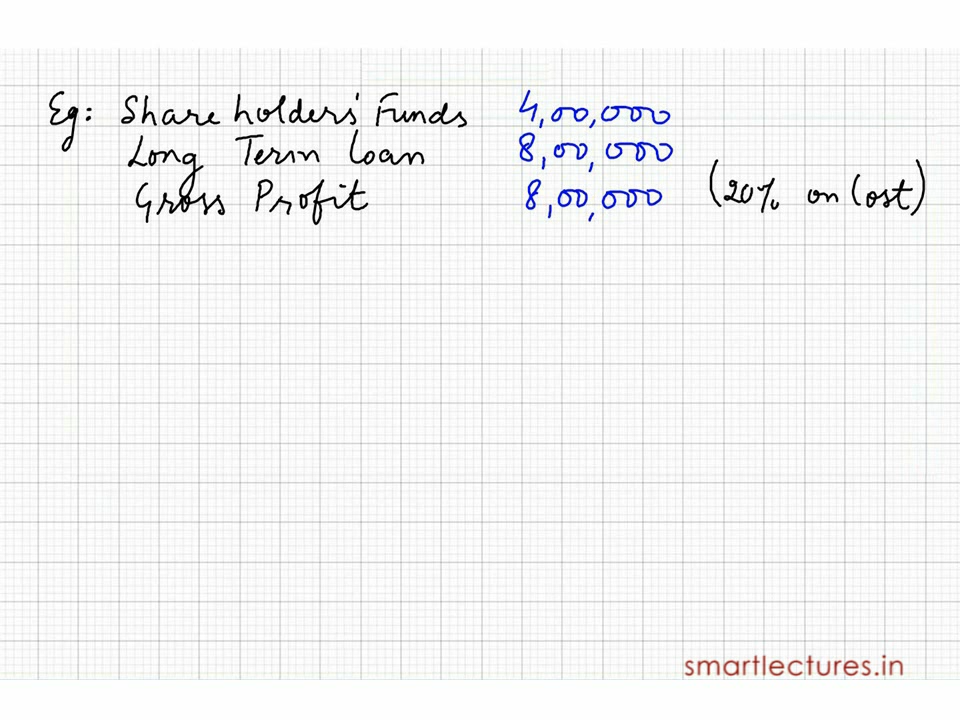 Eg: Share holder's Funds 4,00,000
Long Term loan 8,00,000
Gross Profit 8,00,000 (20% on Cost)
smartlectures.in